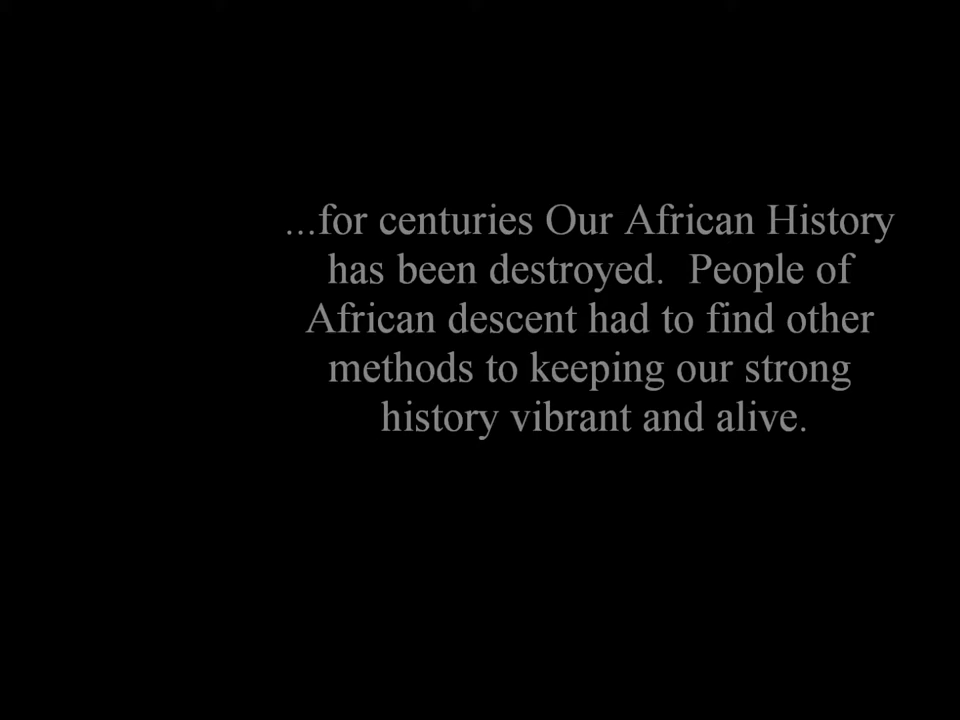 ...for centuries Our African History
has been destroyed.  People of
African descent had to find other
methods to keeping our strong
history vibrant and alive.